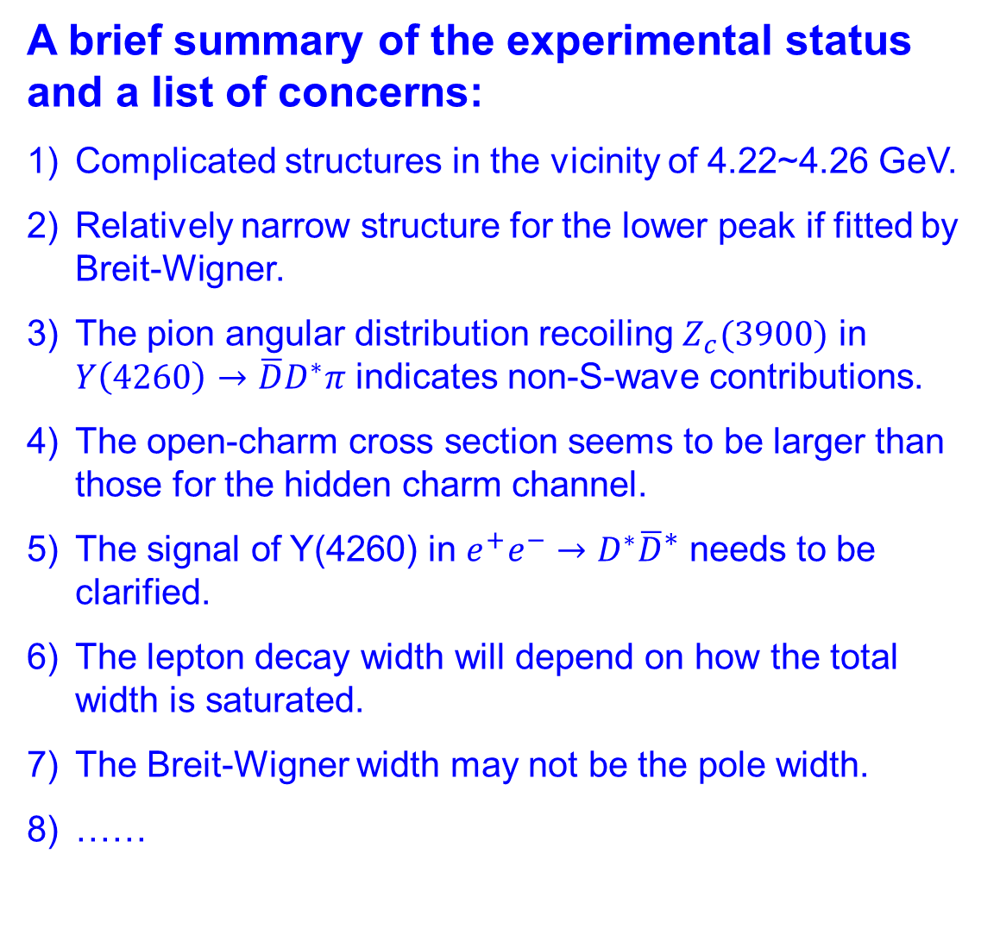 A brief summary of the experimental status
and a list of concerns:
1) Complicated structures in the vicinity of 4.22~4.26 GeV.
2) Relatively narrow structure for the lower peak if fitted by
Breit-Wigner.
3) The pion angular distribution recoiling Z_c(3900) in
Y(4260) → D̅D*π indicates non-S-wave contributions.
4) The open-charm cross section seems to be larger than
those for the hidden charm channel.
5) The signal of Y(4260) in e⁺e⁻ → D*D̅* needs to be
clarified.
6) The lepton decay width will depend on how the total
width is saturated.
7) The Breit-Wigner width may not be the pole width.
8) ……